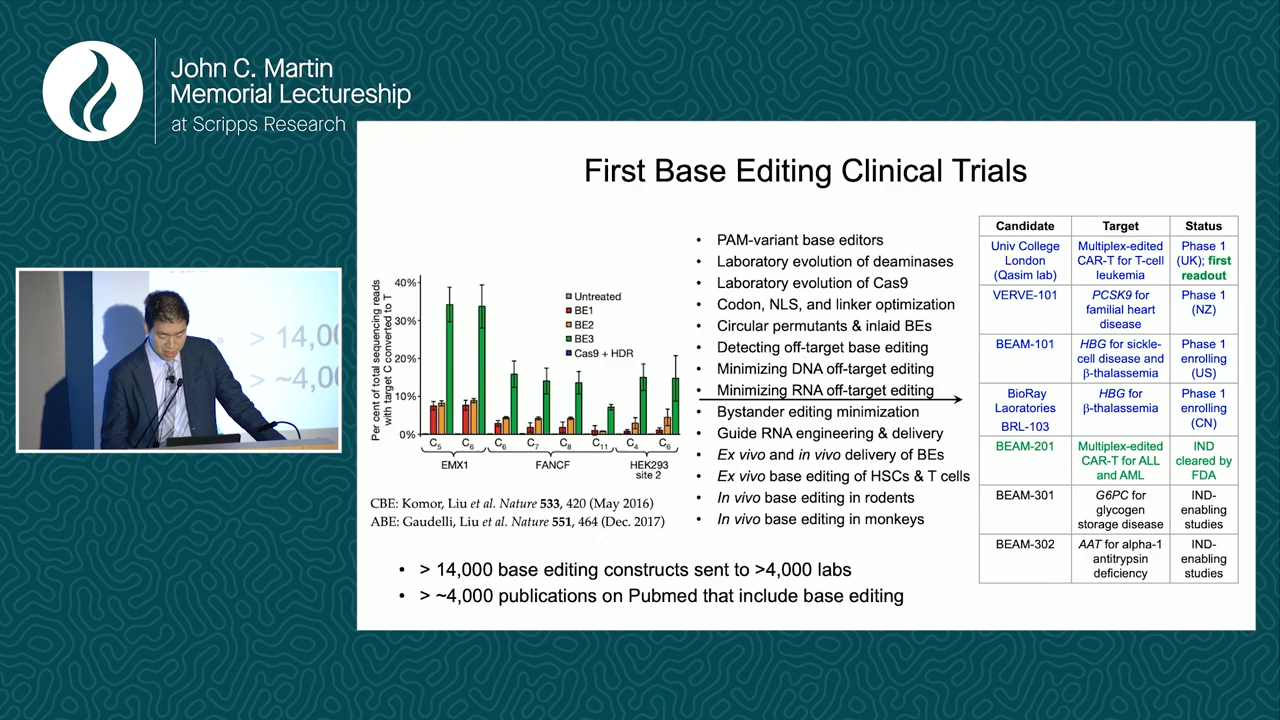 John C. Martin
Memorial Lectureship
at Scripps Research
First Base Editing Clinical Trials
Per cent of total sequencing reads
with target C converted to T
40%
30%
20%
10%
0%
Untreated
BE1
BE2
BE3
Cas9 + HDR
C5 C6 C6 C7 C8 C11 C4 C6
EMX1 FANCF HEK293
site 2
CBE: Komor, Liu et al. Nature 533, 420 (May 2016)
ABE: Gaudelli, Liu et al. Nature 551, 464 (Dec. 2017)
• PAM-variant base editors
• Laboratory evolution of deaminases
• Laboratory evolution of Cas9
• Codon, NLS, and linker optimization
• Circular permutants & inlaid BEs
• Detecting off-target base editing
• Minimizing DNA off-target editing
• Minimizing RNA off-target editing
• Bystander editing minimization
• Guide RNA engineering & delivery
• Ex vivo and in vivo delivery of BEs
• Ex vivo base editing of HSCs & T cells
• In vivo base editing in rodents
• In vivo base editing in monkeys
Candidate Target Status
Univ College Multiplex-edited Phase 1
London CAR-T for T-cell (UK); first
(Qasim lab) leukemia readout
VERVE-101 PCSK9 for Phase 1
familial heart (NZ)
disease
BEAM-101 HBG for sickle- Phase 1
cell disease and enrolling
β-thalassemia (US)
BioRay HBG for Phase 1
Laoratories β-thalassemia enrolling
BRL-103 (CN)
BEAM-201 Multiplex-edited IND
CAR-T for ALL cleared by
and AML FDA
BEAM-301 G6PC for IND-
glycogen enabling
storage disease studies
BEAM-302 AAT for alpha-1 IND-
antitrypsin enabling
deficiency studies
• > 14,000 base editing constructs sent to >4,000 labs
• > ~4,000 publications on Pubmed that include base editing
> 14,00
> ~4,00